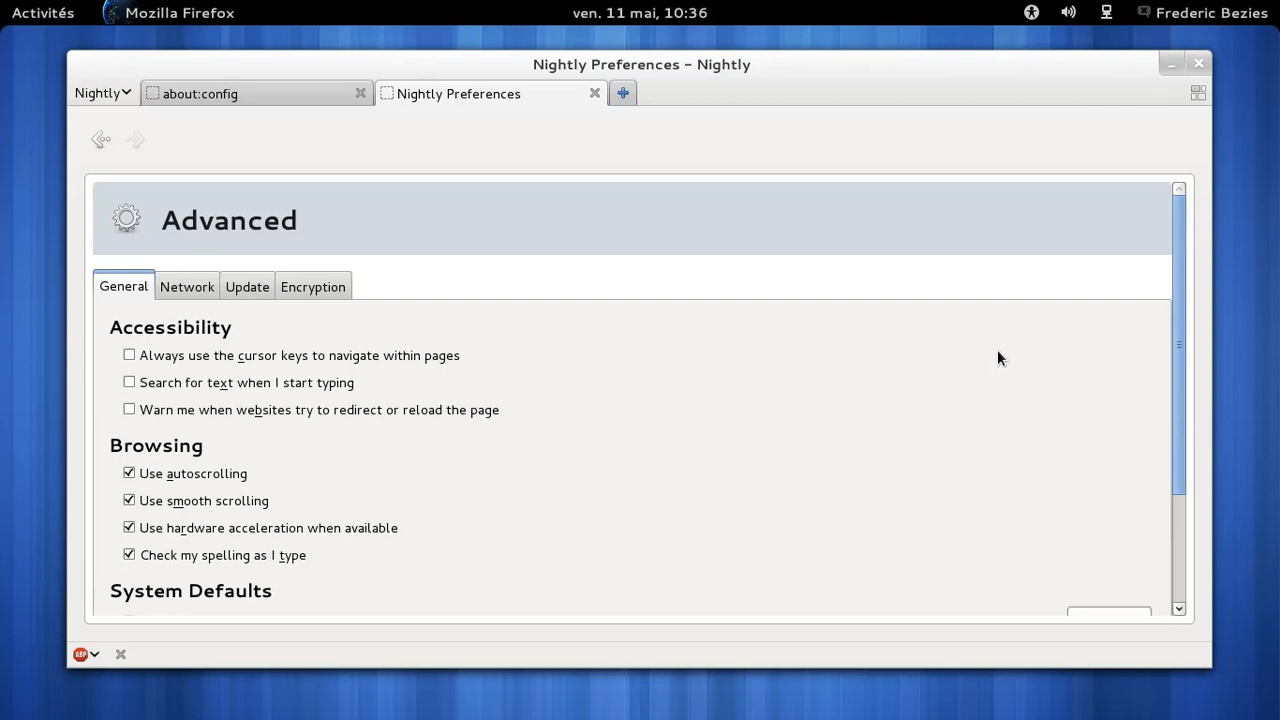 Activités Mozilla Firefox ven. 11 mai, 10:36 Frederic Bezies
Nightly Preferences - Nightly
Nightly about:config Nightly Preferences
Advanced
General Network Update Encryption
Accessibility
Always use the cursor keys to navigate within pages
Search for text when I start typing
Warn me when websites try to redirect or reload the page
Browsing
Use autoscrolling
Use smooth scrolling
Use hardware acceleration when available
Check my spelling as I type
System Defaults
ABP